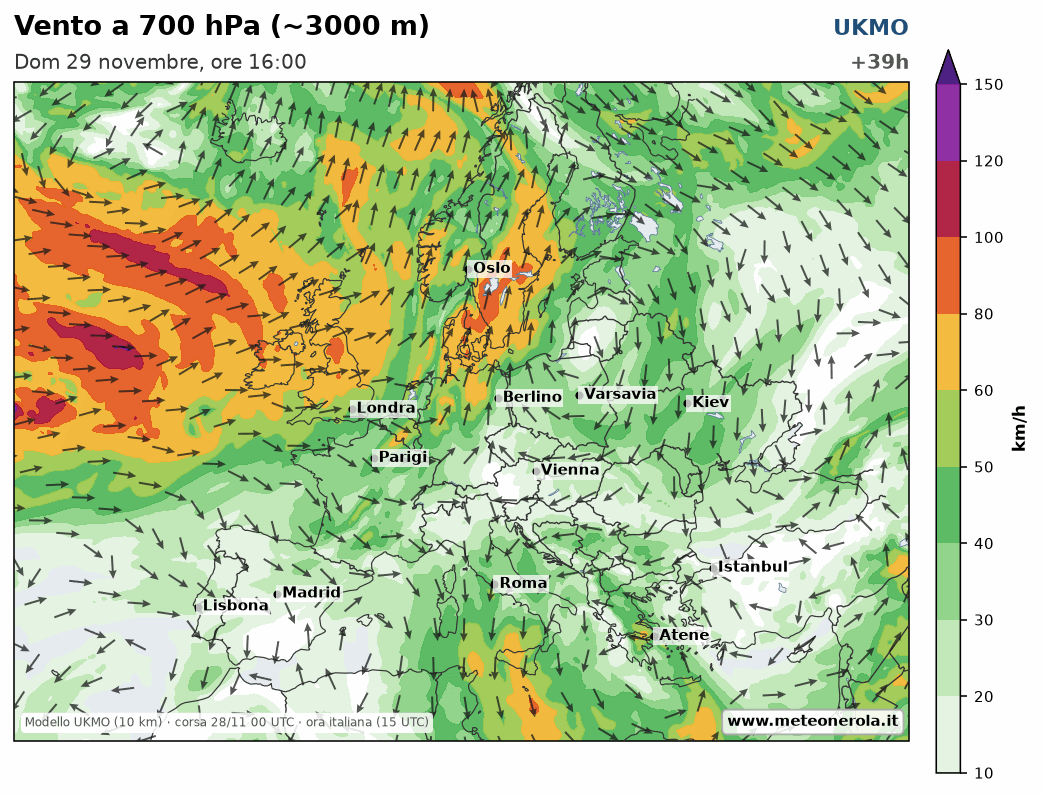 Vento a 700 hPa (~3000 m)
UKMO
Dom 29 novembre, ore 16:00
+39h
150
120
100
80
60
50
40
30
20
10
km/h
Oslo
Londra
Berlino
Varsavia
Kiev
Parigi
Vienna
Istanbul
Roma
Madrid
Lisbona
Atene
Modello UKMO (10 km) · corsa 28/11 00 UTC · ora italiana (15 UTC)
www.meteonerola.it